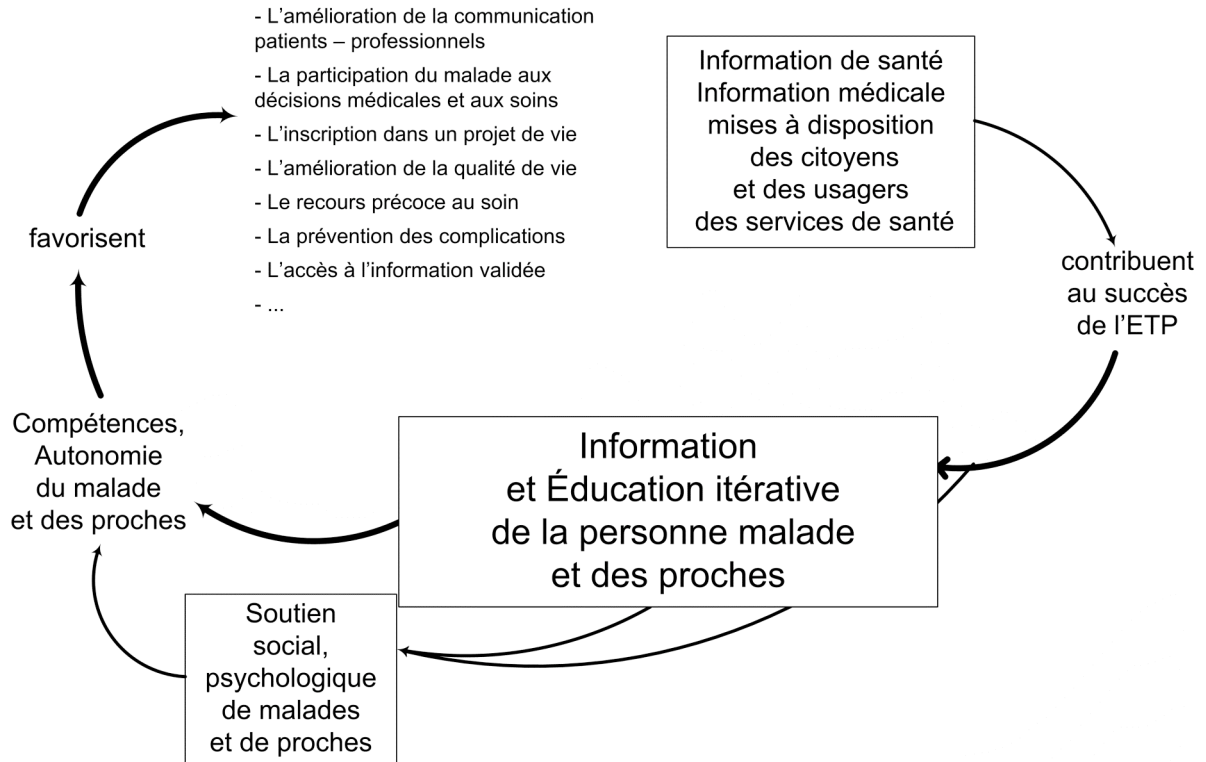 - L’amélioration de la communication
patients – professionnels
- La participation du malade aux
décisions médicales et aux soins
- L’inscription dans un projet de vie
- L’amélioration de la qualité de vie
- Le recours précoce au soin
- La prévention des complications
- L’accès à l’information validée
- ...
Information de santé
Information médicale
mises à disposition
des citoyens
et des usagers
des services de santé
favorisent
contribuent
au succès
de l’ETP
Compétences,
Autonomie
du malade
et des proches
Information
et Éducation itérative
de la personne malade
et des proches
Soutien
social,
psychologique
de malades
et de proches